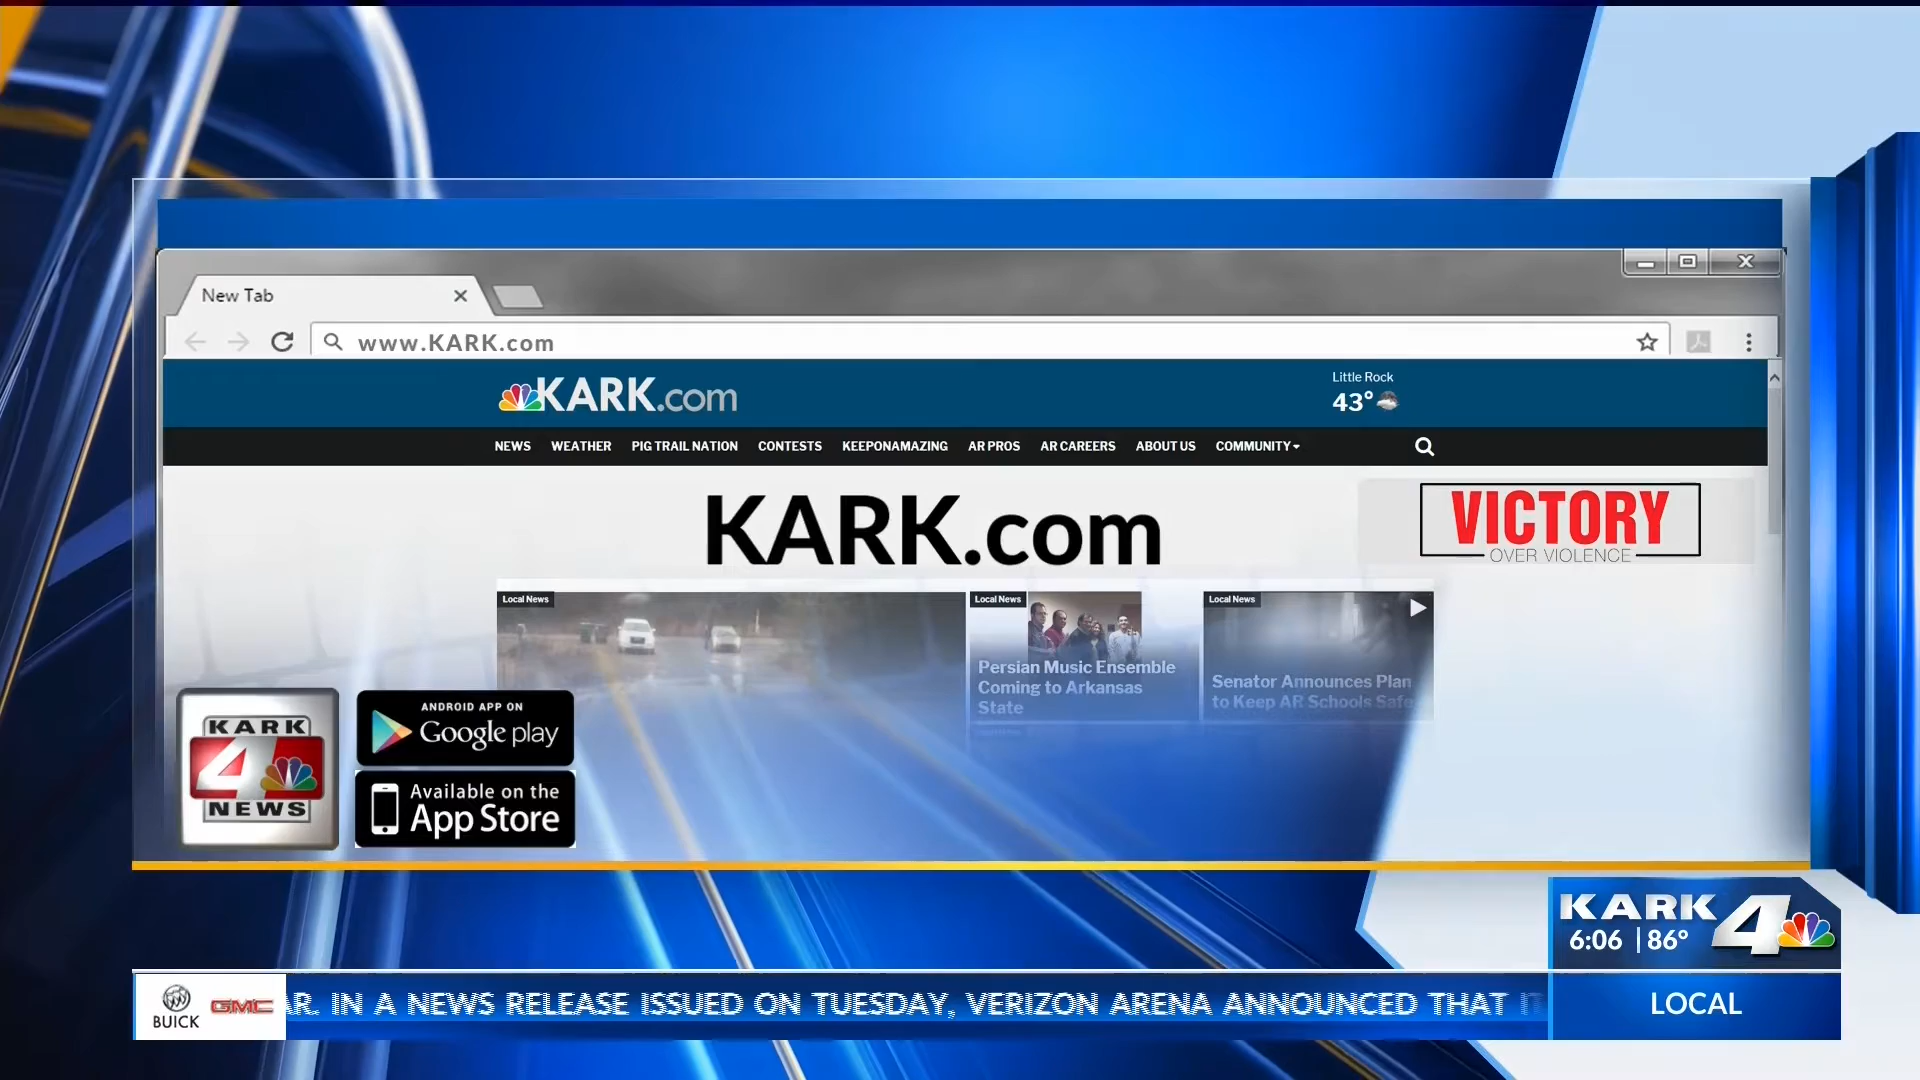 New Tab
www.KARK.com
KARK.com
Little Rock
43°
NEWS WEATHER PIG TRAIL NATION CONTESTS KEEPONAMAZING AR PROS AR CAREERS ABOUT US COMMUNITY
KARK.com
VICTORY
OVER VIOLENCE
Local News
Local News
Persian Music Ensemble
Coming to Arkansas
State
Local News
Senator Announces Plan
to Keep AR Schools Safe
KARK
4
NEWS
ANDROID APP ON
Google play
Available on the
App Store
KARK 4
6:06 | 86°
BUICK GMC
AR. IN A NEWS RELEASE ISSUED ON TUESDAY, VERIZON ARENA ANNOUNCED THAT
LOCAL